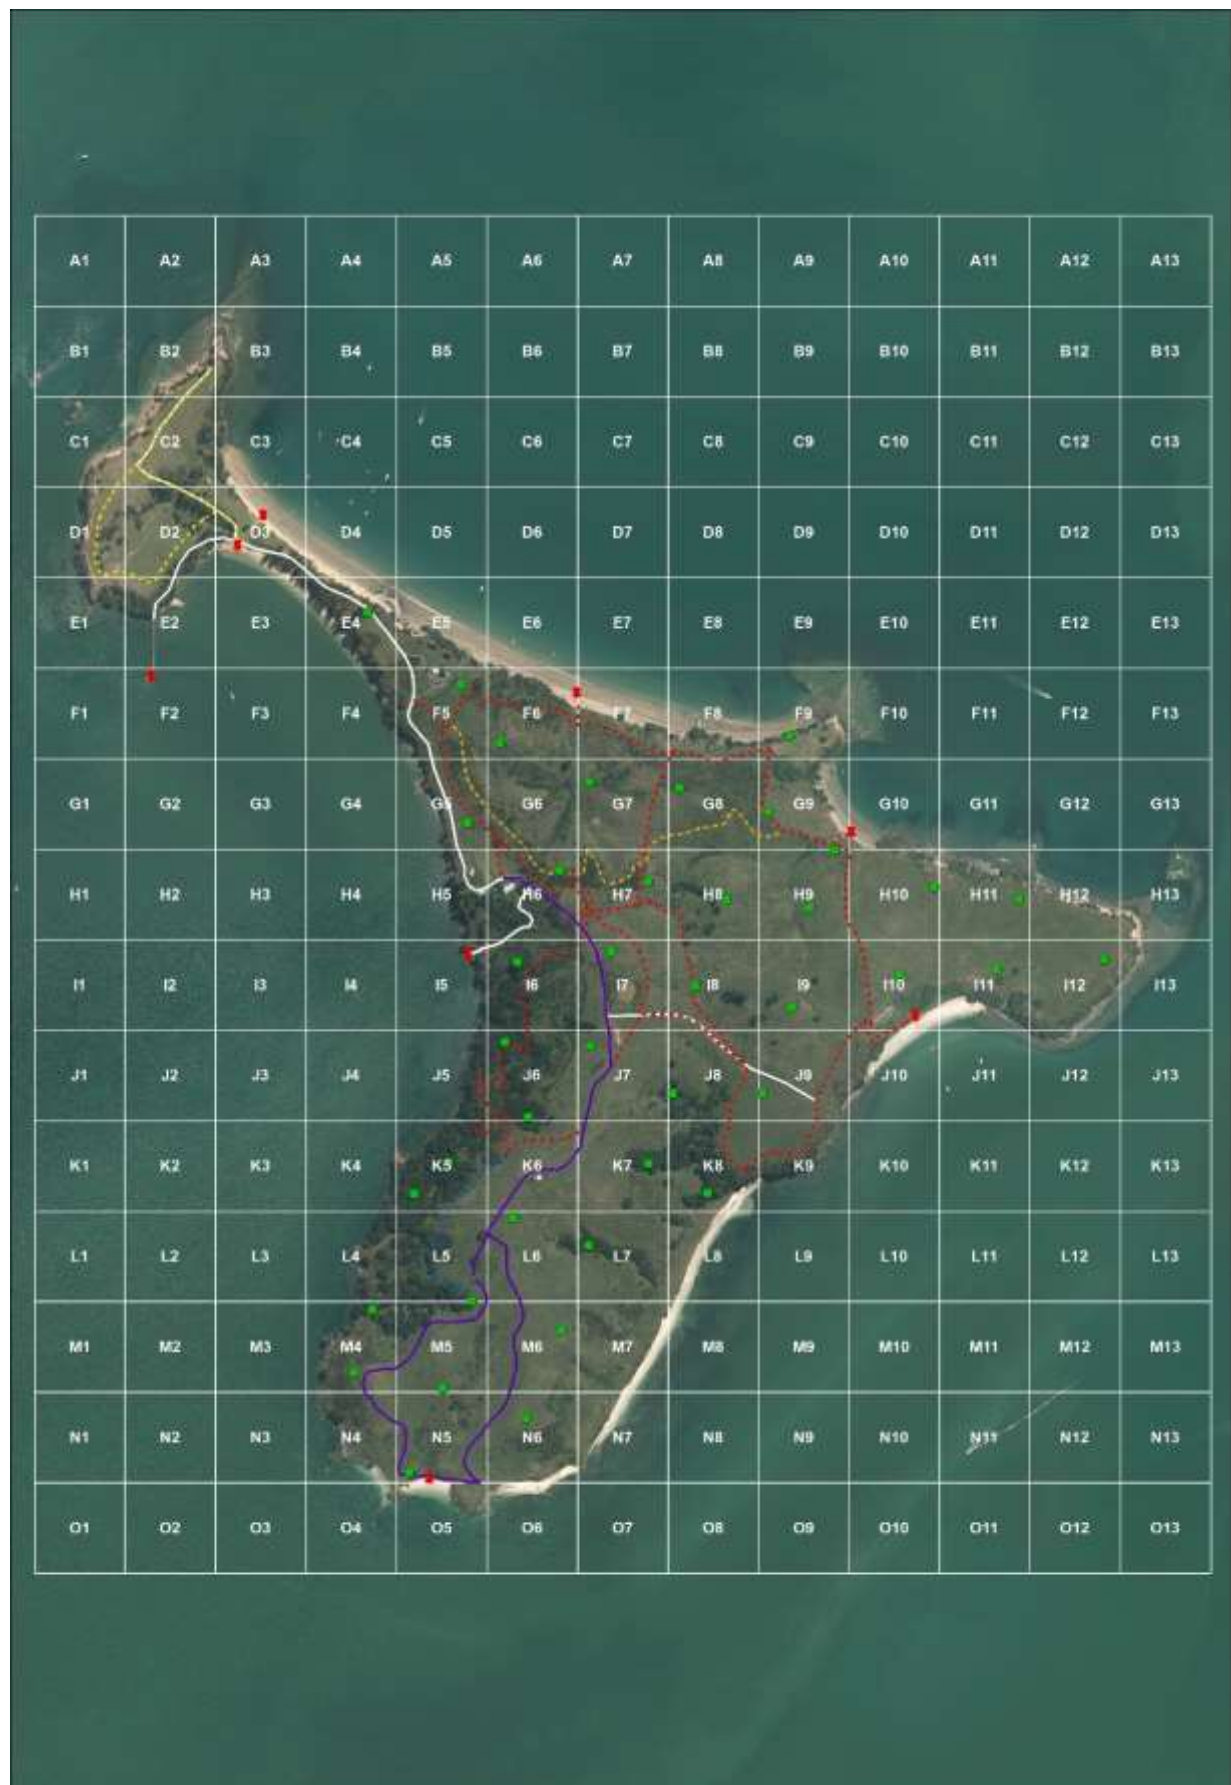 A1 A2 A3 A4 A5 A6 A7 A8 A9 A10 A11 A12 A13
B1 B2 B3 B4 B5 B6 B7 B8 B9 B10 B11 B12 B13
C1 C2 C3 C4 C5 C6 C7 C8 C9 C10 C11 C12 C13
D1 D2 D3 D4 D5 D6 D7 D8 D9 D10 D11 D12 D13
E1 E2 E3 E4 E5 E6 E7 E8 E9 E10 E11 E12 E13
F1 F2 F3 F4 F5 F6 F7 F8 F9 F10 F11 F12 F13
G1 G2 G3 G4 G5 G6 G7 G8 G9 G10 G11 G12 G13
H1 H2 H3 H4 H5 H6 H7 H8 H9 H10 H11 H12 H13
I1 I2 I3 I4 I5 I6 I7 I8 I9 I10 I11 I12 I13
J1 J2 J3 J4 J5 J6 J7 J8 J9 J10 J11 J12 J13
K1 K2 K3 K4 K5 K6 K7 K8 K9 K10 K11 K12 K13
L1 L2 L3 L4 L5 L6 L7 L8 L9 L10 L11 L12 L13
M1 M2 M3 M4 M5 M6 M7 M8 M9 M10 M11 M12 M13
N1 N2 N3 N4 N5 N6 N7 N8 N9 N10 N11 N12 N13
O1 O2 O3 O4 O5 O6 O7 O8 O9 O10 O11 O12 O13